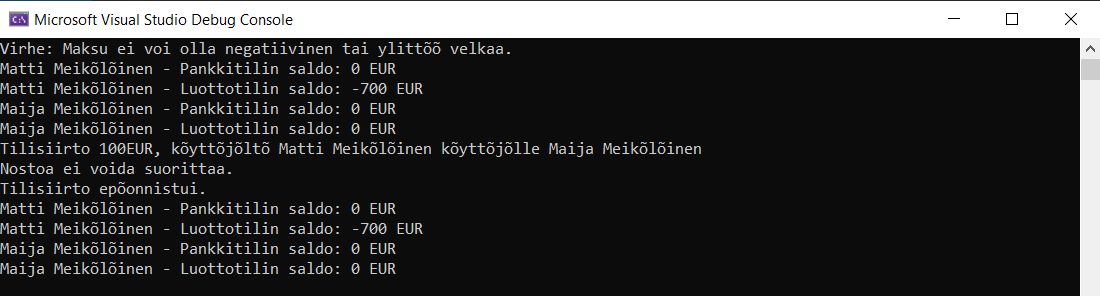 Microsoft Visual Studio Debug Console
Virhe: Maksu ei voi olla negatiivinen tai ylittõõ velkaa.
Matti Meikõlõinen - Pankkitilin saldo: 0 EUR
Matti Meikõlõinen - Luottotilin saldo: -700 EUR
Maija Meikõlõinen - Pankkitilin saldo: 0 EUR
Maija Meikõlõinen - Luottotilin saldo: 0 EUR
Tilisiirto 100EUR, kõyttõjõltõ Matti Meikõlõinen kõyttõjõlle Maija Meikõlõinen
Nostoa ei voida suorittaa.
Tilisiirto epõonnistui.
Matti Meikõlõinen - Pankkitilin saldo: 0 EUR
Matti Meikõlõinen - Luottotilin saldo: -700 EUR
Maija Meikõlõinen - Pankkitilin saldo: 0 EUR
Maija Meikõlõinen - Luottotilin saldo: 0 EUR